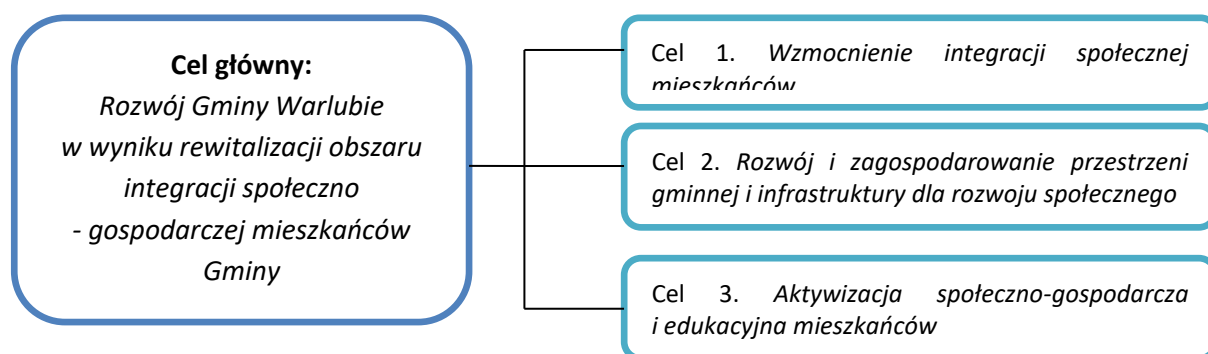 Cel główny:
Rozwój Gminy Warlubie
w wyniku rewitalizacji obszaru
integracji społeczno
- gospodarczej mieszkańców
Gminy
Cel 1. Wzmocnienie integracji społecznej
mieszkańców
Cel 2. Rozwój i zagospodarowanie przestrzeni
gminnej i infrastruktury dla rozwoju społecznego
Cel 3. Aktywizacja społeczno-gospodarcza
i edukacyjna mieszkańców